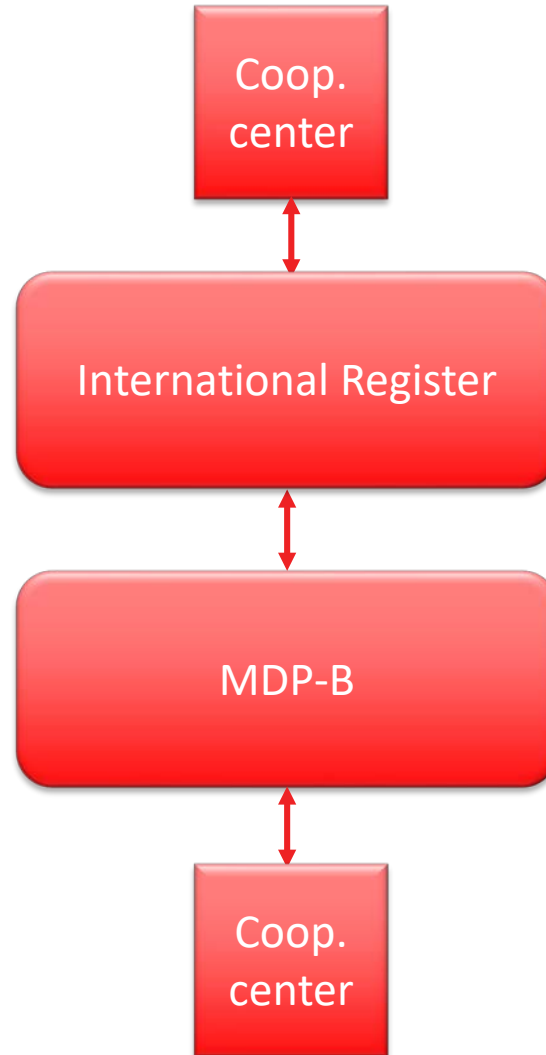 Coop.
center
International Register
MDP-B
Coop.
center